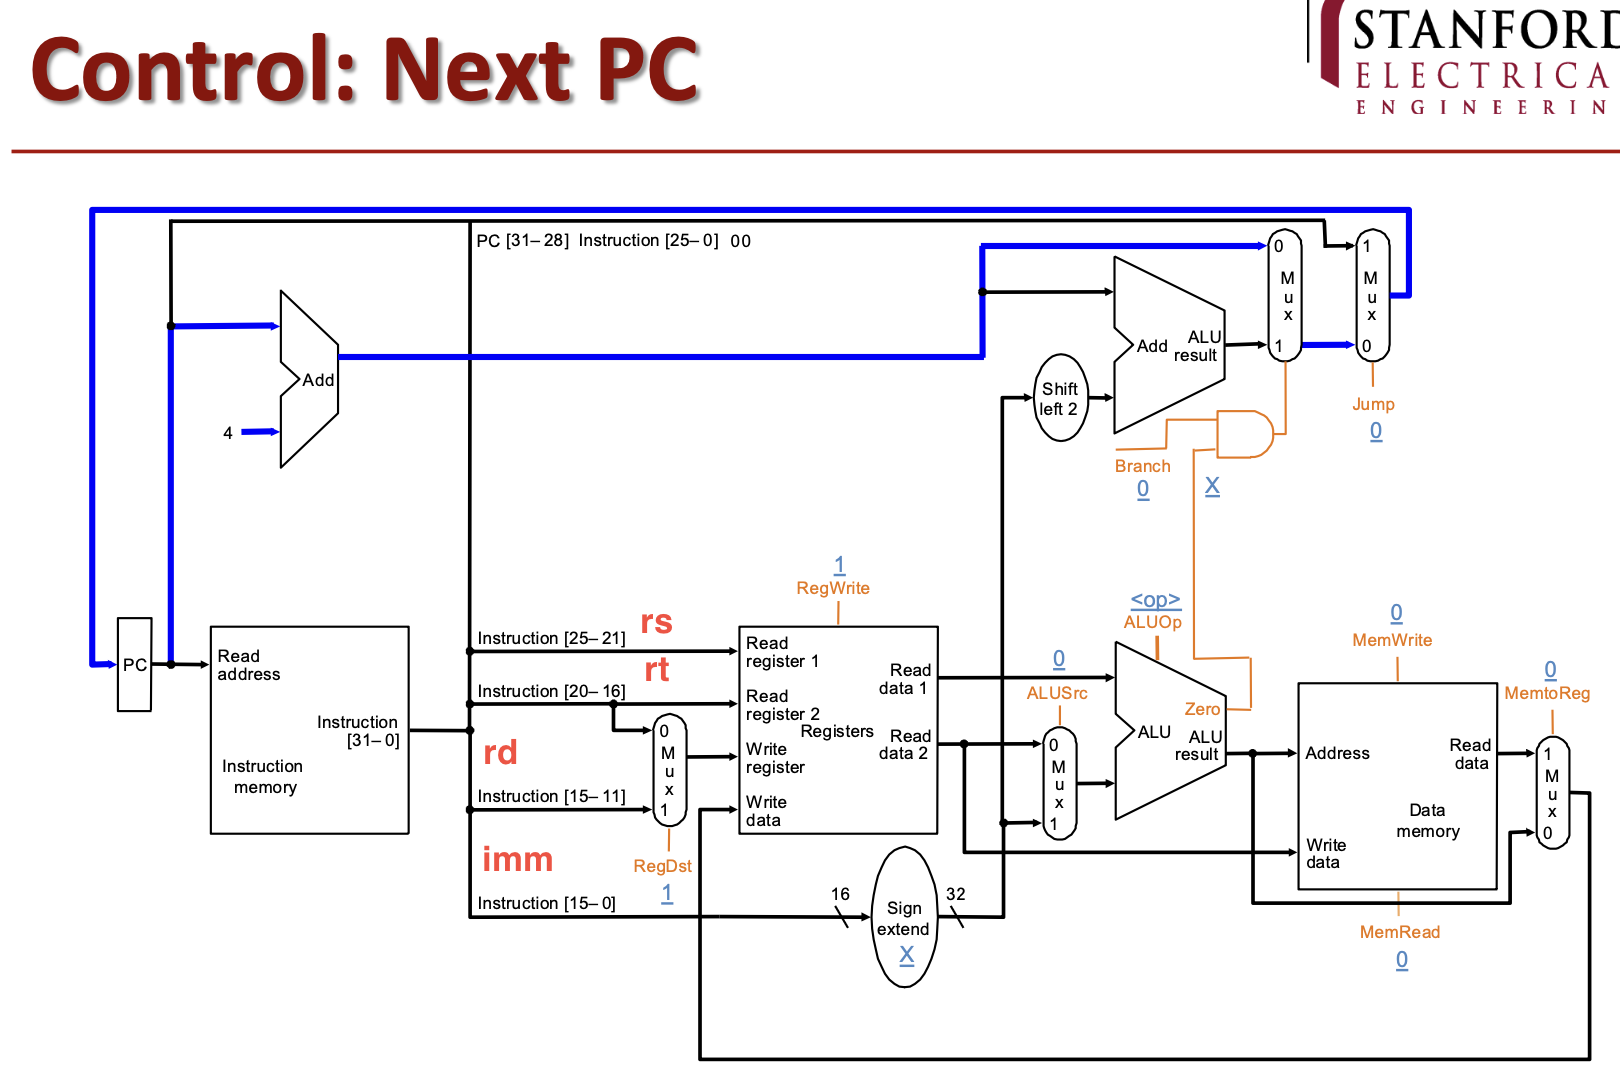 Control: Next PC
STANFORD
ELECTRICA
ENGINEERIN
PC [31–28] Instruction [25–0] 00
0
M
u
x
1
1
M
u
x
0
Add
4
Add
ALU
result
Shift
left 2
Jump
0
Branch
0
X
1
RegWrite
<op>
ALUOp
0
MemWrite
0
ALUSrc
0
MemtoReg
PC
Read
address
Instruction
[31–0]
Instruction
memory
rs
Instruction [25–21]
rt
Instruction [20–16]
rd
Instruction [15–11]
imm
Instruction [15–0]
0
M
u
x
1
RegDst
1
Read
register 1
Read
register 2
Registers
Write
register
Write
data
Read
data 1
Read
data 2
0
M
u
x
1
Zero
ALU
ALU
result
Address
Read
data
Data
memory
Write
data
MemRead
0
1
M
u
x
0
16
Sign
extend
X
32